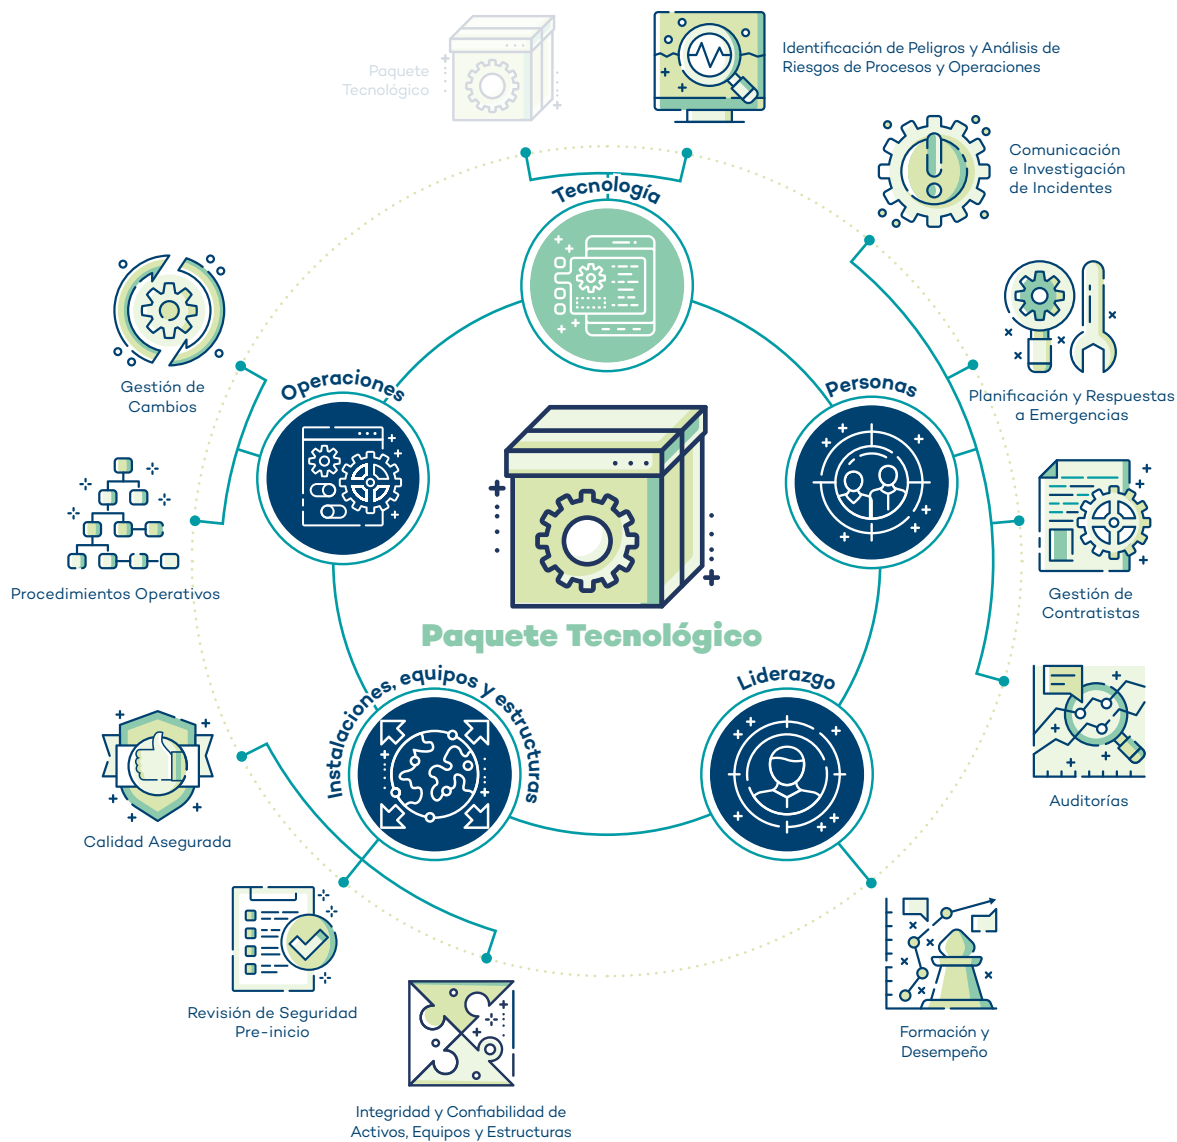 Paquete
Tecnológico
Identificación de Peligros y Análisis de
Riesgos de Procesos y Operaciones
Comunicación
e Investigación
de Incidentes
Tecnología
Planificación y Respuestas
a Emergencias
Personas
Operaciones
Gestión de
Cambios
Procedimientos Operativos
Gestión de
Contratistas
Paquete Tecnológico
Instalaciones, equipos y estructuras
Liderazgo
Auditorías
Calidad Asegurada
Revisión de Seguridad
Pre-inicio
Formación y
Desempeño
Integridad y Confiabilidad de
Activos, Equipos y Estructuras